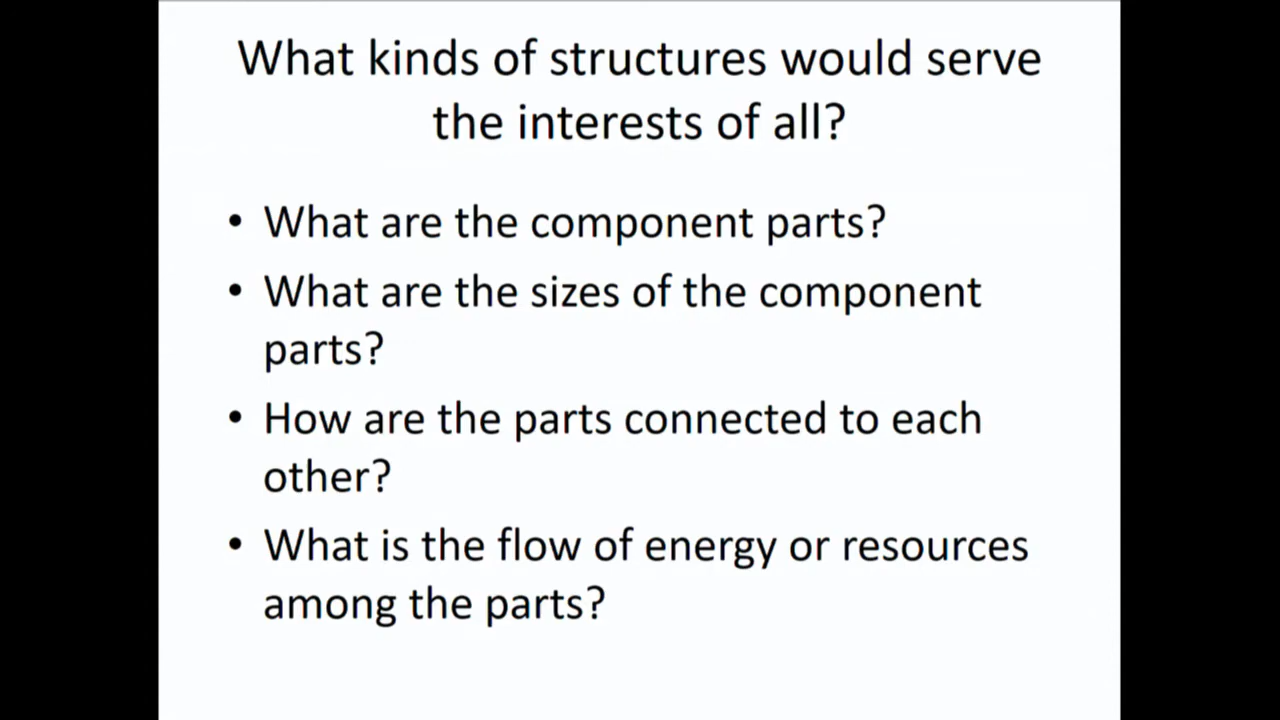 What kinds of structures would serve
the interests of all?
• What are the component parts?
• What are the sizes of the component
parts?
• How are the parts connected to each
other?
• What is the flow of energy or resources
among the parts?